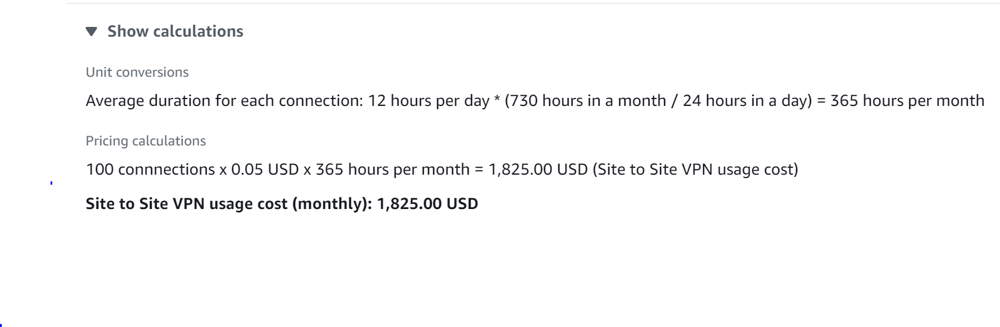 Show calculations
Unit conversions
Average duration for each connection: 12 hours per day * (730 hours in a month / 24 hours in a day) = 365 hours per month
Pricing calculations
100 connnections x 0.05 USD x 365 hours per month = 1,825.00 USD (Site to Site VPN usage cost)
Site to Site VPN usage cost (monthly): 1,825.00 USD